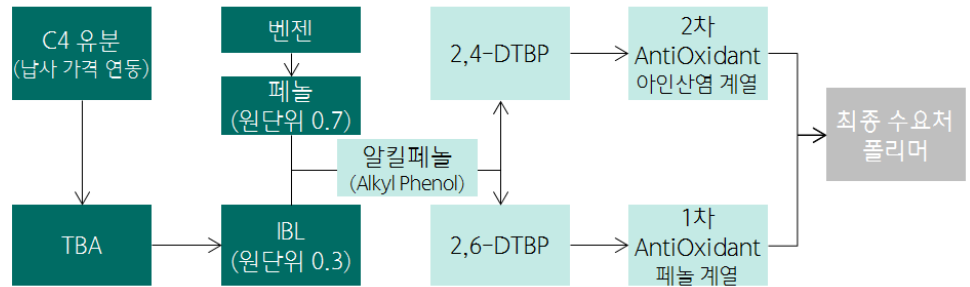 C4 유분
(납사 가격 연동)
TBA
벤젠
페놀
(원단위 0.7)
IBL
(원단위 0.3)
알킬페놀
(Alkyl Phenol)
2,4-DTBP
2,6-DTBP
2차
AntiOxidant
아인산염 계열
1차
AntiOxidant
페놀 계열
최종 수요처
폴리머